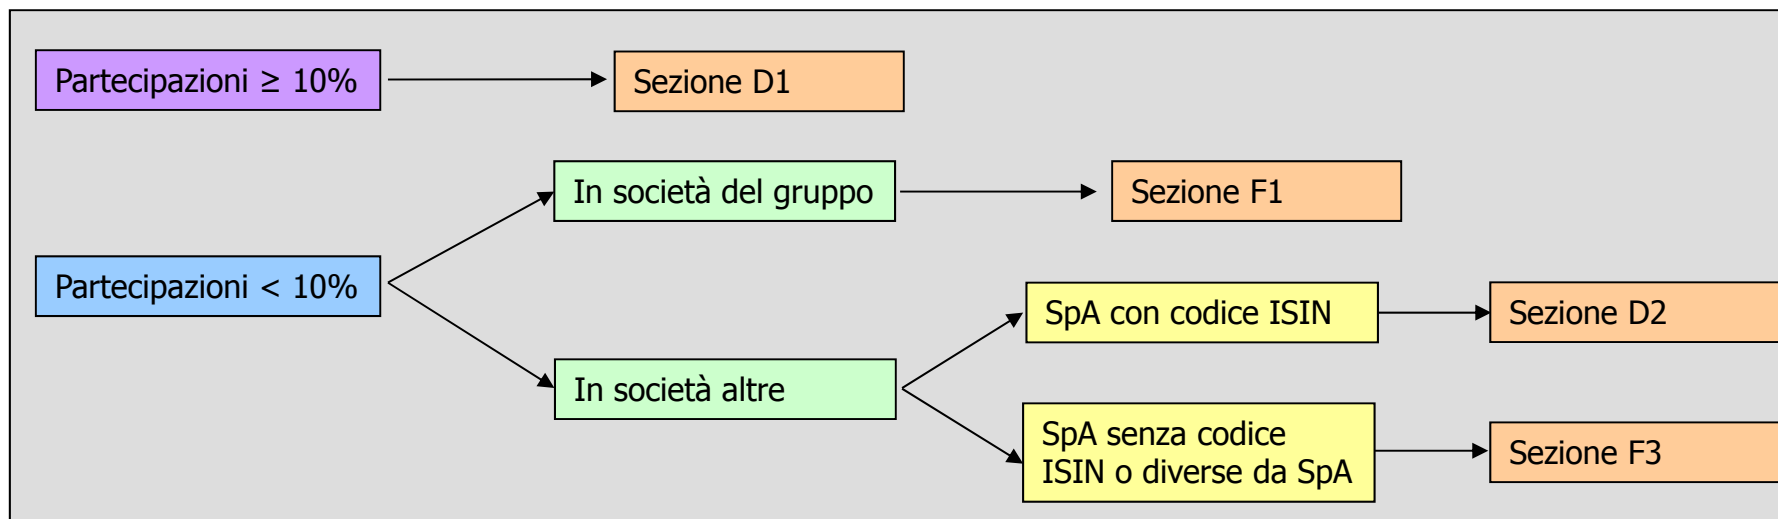 Partecipazioni ≥ 10%
Sezione D1
In società del gruppo
Sezione F1
Partecipazioni < 10%
SpA con codice ISIN
Sezione D2
In società altre
SpA senza codice
ISIN o diverse da SpA
Sezione F3